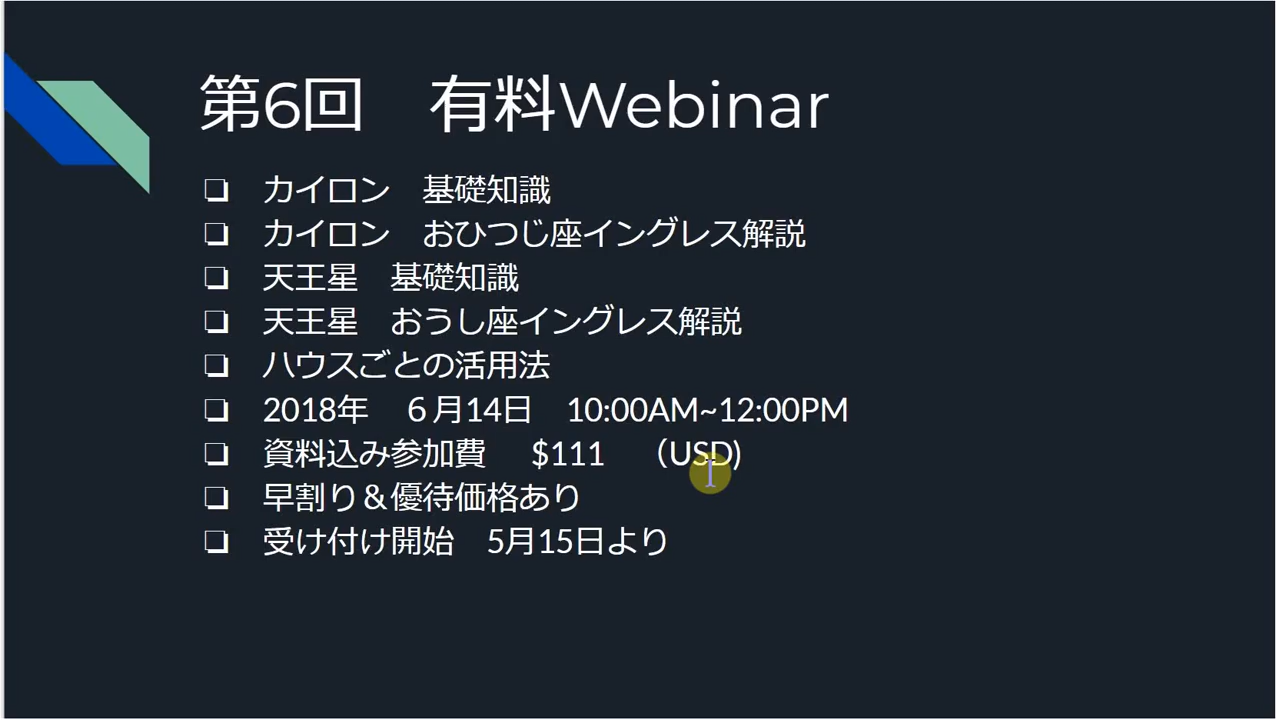 第6回　有料Webinar
❏ カイロン　基礎知識
❏ カイロン　おひつじ座イングレス解説
❏ 天王星　基礎知識
❏ 天王星　おうし座イングレス解説
❏ ハウスごとの活用法
❏ 2018年　６月14日　10:00AM~12:00PM
❏ 資料込み参加費　$111　（USD)
❏ 早割り＆優待価格あり
❏ 受け付け開始　5月15日より